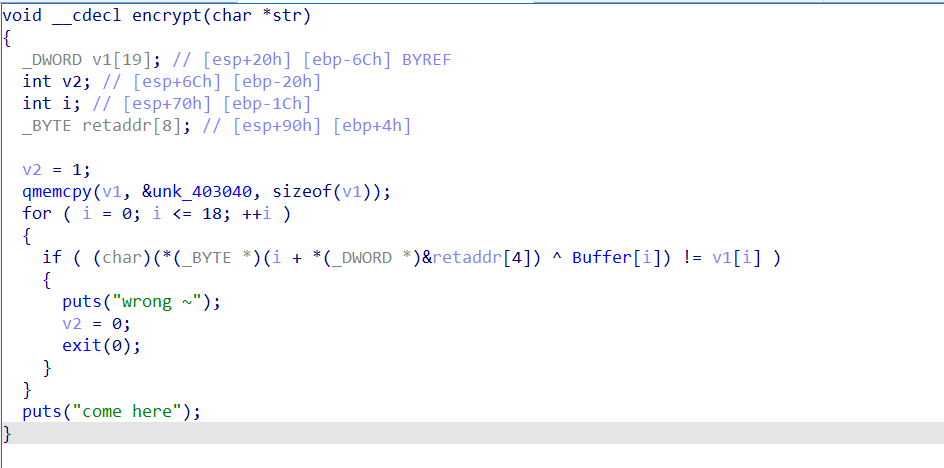 void __cdecl encrypt(char *str)
{
  _DWORD v1[19]; // [esp+20h] [ebp-6Ch] BYREF
  int v2; // [esp+6Ch] [ebp-20h]
  int i; // [esp+70h] [ebp-1Ch]
  _BYTE retaddr[8]; // [esp+90h] [ebp+4h]

  v2 = 1;
  qmemcpy(v1, &unk_403040, sizeof(v1));
  for ( i = 0; i <= 18; ++i )
  {
    if ( (char)(*(_BYTE *)(i + *(_DWORD *)&retaddr[4]) ^ Buffer[i]) != v1[i] )
    {
      puts("wrong ~");
      v2 = 0;
      exit(0);
    }
  }
  puts("come here");
}